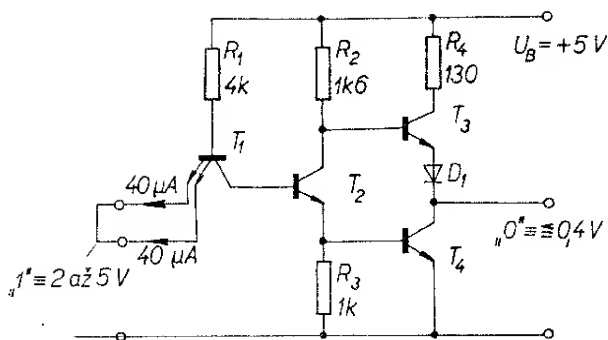 R₁
4k
R₂
1k6
R₄
130
U_B = +5 V
T₁
T₃
40 µA
T₂
D₁
40 µA
„0" ≡ ≦ 0,4 V
T₄
„1" ≡ 2 až 5 V
R₃
1k